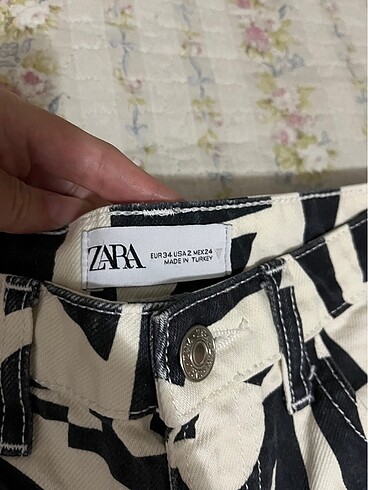 ZARA
EUR 34 USA 2 MEX 24
MADE IN TURKEY